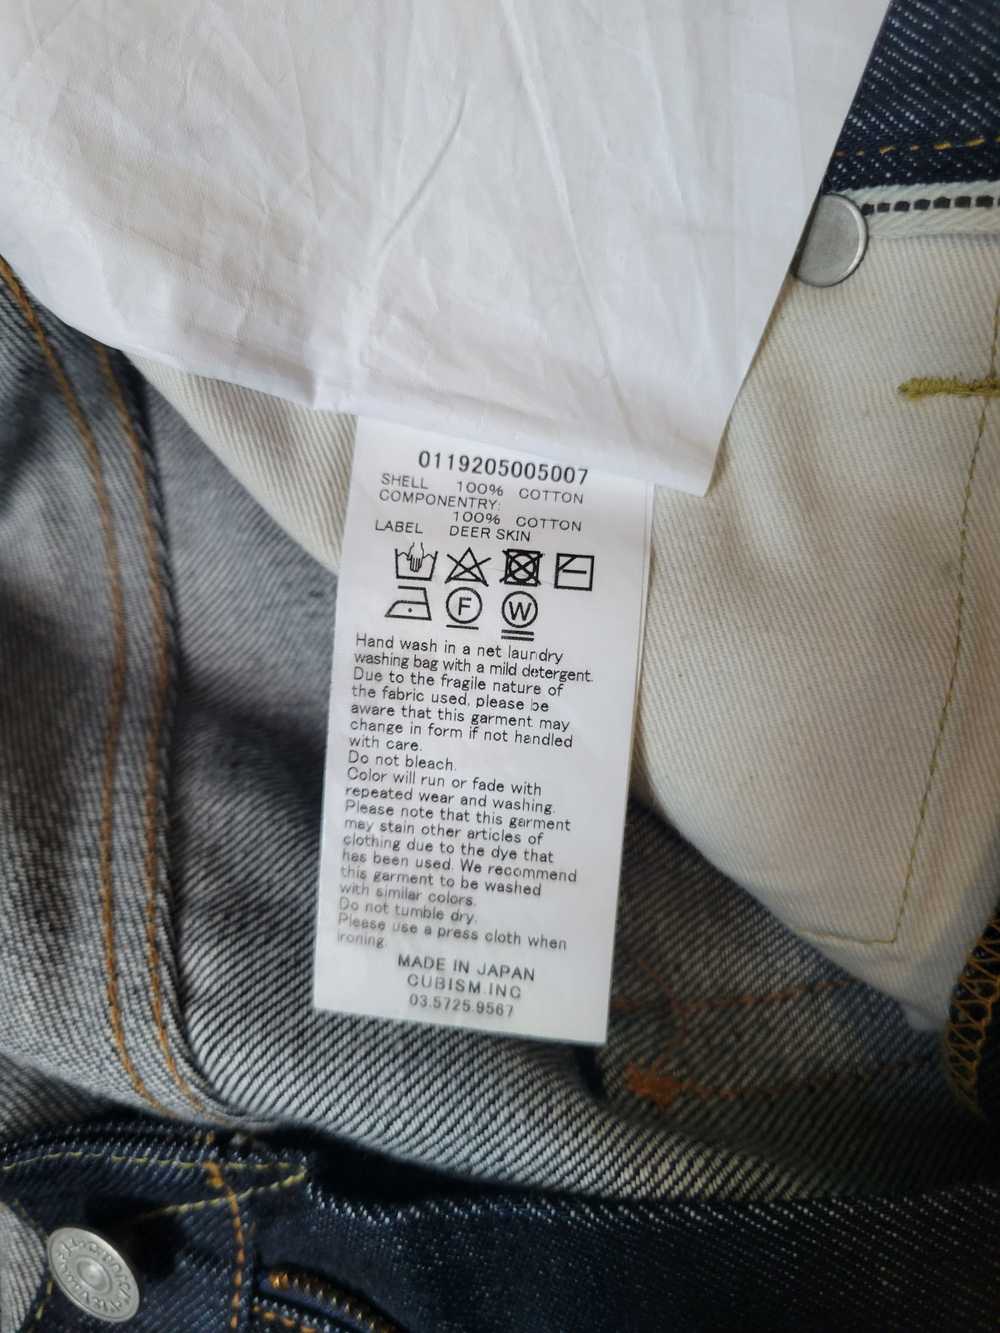 0119205005007
SHELL 100% COTTON
COMPONENTRY:
100% COTTON
LABEL DEER SKIN
F W
Hand wash in a net laundry
washing bag with a mild detergent.
Due to the fragile nature of
the fabric used, please be
aware that this garment may
change in form if not handled
with care.
Do not bleach.
Color will run or fade with
repeated wear and washing.
Please note that this garment
may stain other articles of
clothing due to the dye that
has been used. We recommend
this garment to be washed
with similar colors.
Do not tumble dry.
Please use a press cloth when
ironing.
MADE IN JAPAN
CUBISM.INC
03.5725.9567